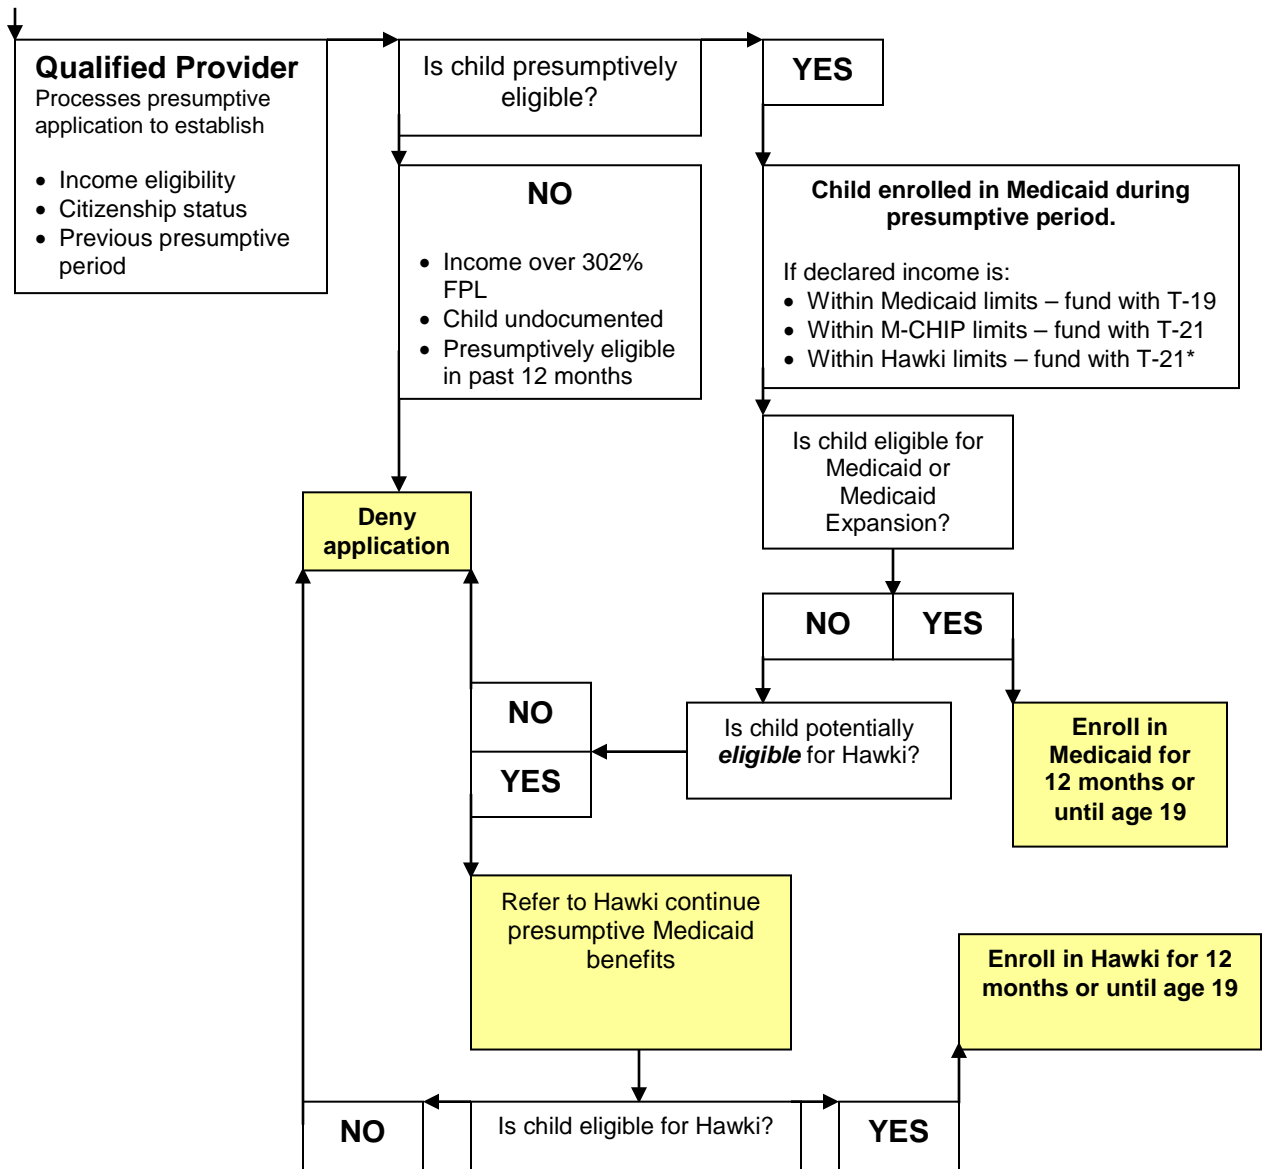 Qualified Provider
Processes presumptive
application to establish
• Income eligibility
• Citizenship status
• Previous presumptive
period
Is child presumptively
eligible?
YES
NO
• Income over 302%
FPL
• Child undocumented
• Presumptively eligible
in past 12 months
Child enrolled in Medicaid during
presumptive period.
If declared income is:
• Within Medicaid limits – fund with T-19
• Within M-CHIP limits – fund with T-21
• Within Hawki limits – fund with T-21*
Is child eligible for
Medicaid or
Medicaid
Expansion?
Deny
application
NO
YES
NO
YES
Is child potentially
eligible for Hawki?
Enroll in
Medicaid for
12 months or
until age 19
Refer to Hawki continue
presumptive Medicaid
benefits
Enroll in Hawki for 12
months or until age 19
NO
Is child eligible for Hawki?
YES